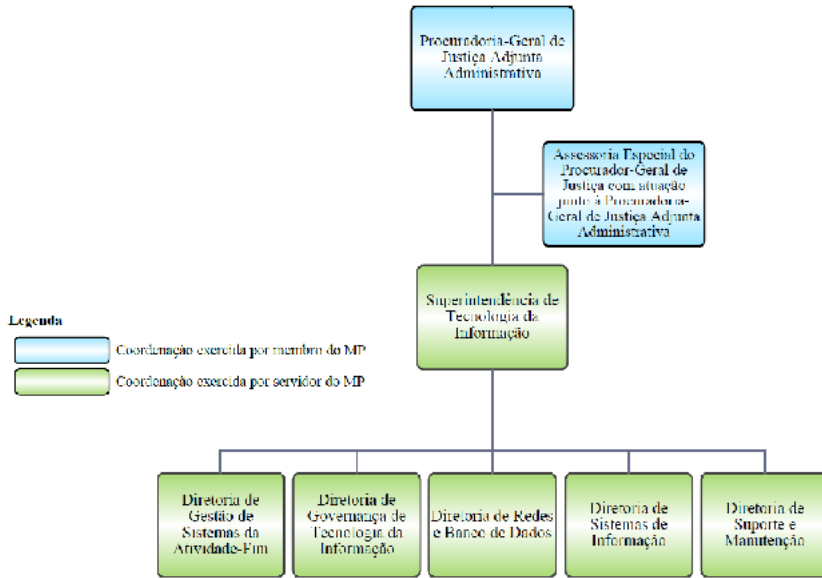 Procuradoria-Geral de
Justiça Adjunta
Administrativa
Assessoria Especial do
Procurador-Geral de
Justiça com atuação
junto à Procuradoria-
Geral de Justiça Adjunta
Administrativa
Superintendência de
Tecnologia da
Informação
Legenda
Coordenação exercida por membro do MP
Coordenação exercida por servidor do MP
Diretoria de
Gestão de
Sistemas da
Atividade-Fim
Diretoria de
Governança de
Tecnologia da
Informação
Diretoria de Redes
e Banco de Dados
Diretoria de
Sistemas de
Informação
Diretoria de
Suporte e
Manutenção